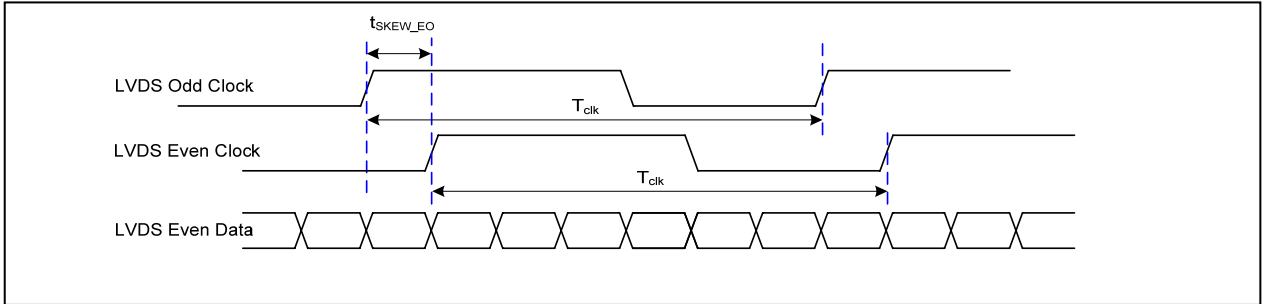 tSKEW_EO
LVDS Odd Clock
Tclk
LVDS Even Clock
Tclk
LVDS Even Data